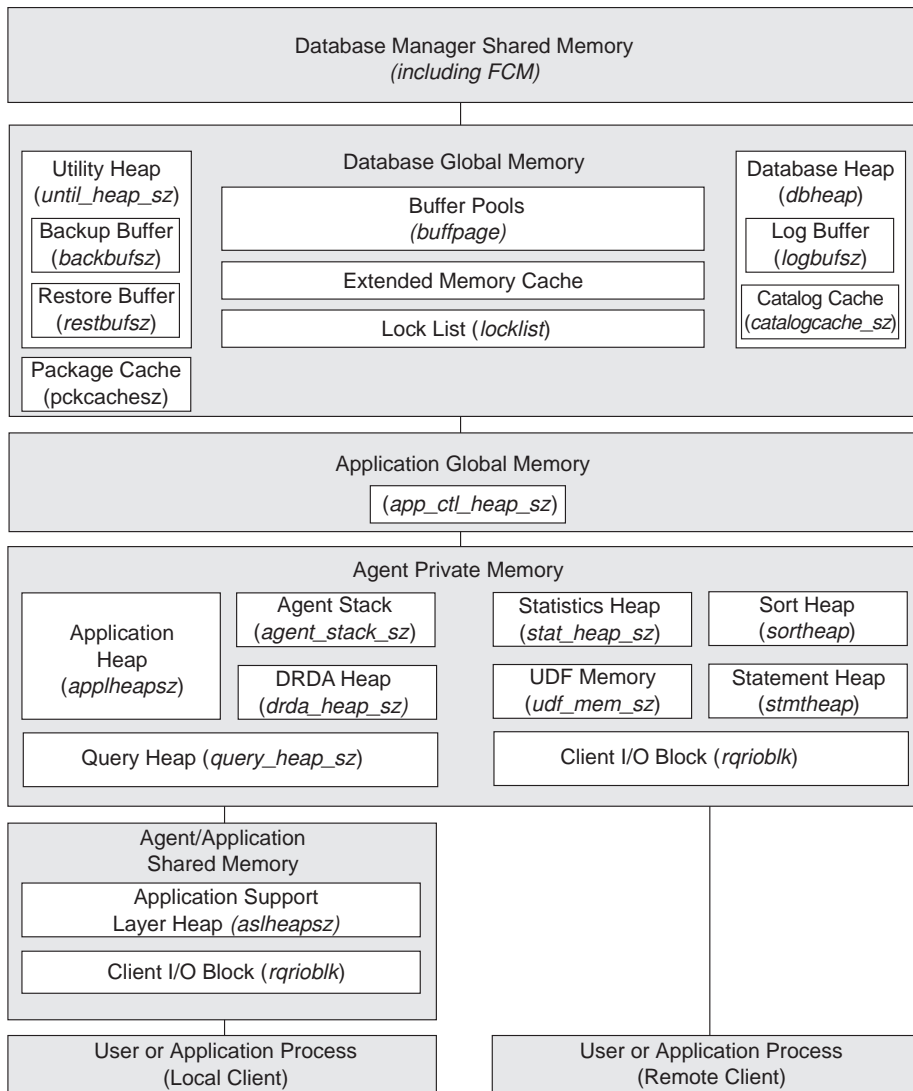 Database Manager Shared Memory
(including FCM)
Database Global Memory
Utility Heap
(until_heap_sz)
Backup Buffer
(backbufsz)
Restore Buffer
(restbufsz)
Package Cache
(pckcachesz)
Buffer Pools
(buffpage)
Extended Memory Cache
Lock List (locklist)
Database Heap
(dbheap)
Log Buffer
(logbufsz)
Catalog Cache
(catalogcache_sz)
Application Global Memory
(app_ctl_heap_sz)
Agent Private Memory
Application
Heap
(applheapsz)
Agent Stack
(agent_stack_sz)
DRDA Heap
(drda_heap_sz)
Statistics Heap
(stat_heap_sz)
UDF Memory
(udf_mem_sz)
Sort Heap
(sortheap)
Statement Heap
(stmtheap)
Query Heap (query_heap_sz)
Client I/O Block (rqrioblk)
Agent/Application
Shared Memory
Application Support
Layer Heap (aslheapsz)
Client I/O Block (rqrioblk)
User or Application Process
(Local Client)
User or Application Process
(Remote Client)